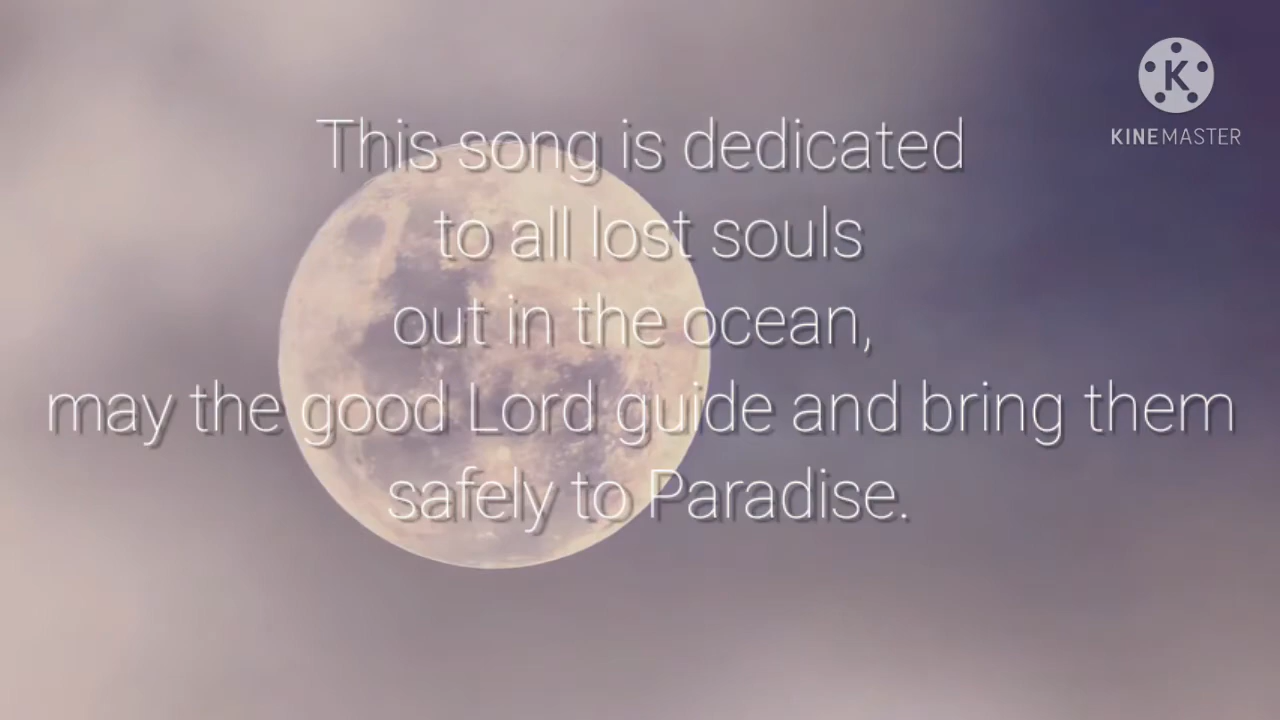 This song is dedicated
to all lost souls
out in the ocean,
may the good Lord guide and bring them
safely to Paradise.
K
KINEMASTER